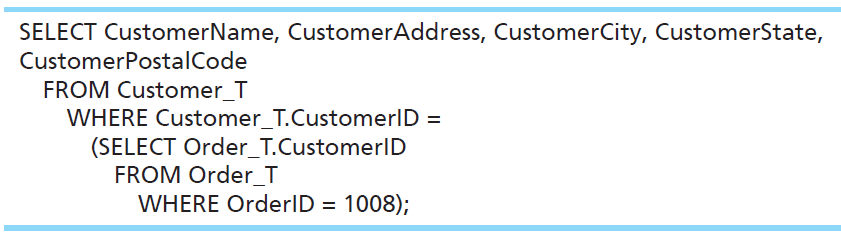 SELECT CustomerName, CustomerAddress, CustomerCity, CustomerState,
CustomerPostalCode
FROM Customer_T
WHERE Customer_T.CustomerID =
(SELECT Order_T.CustomerID
FROM Order_T
WHERE OrderID = 1008);